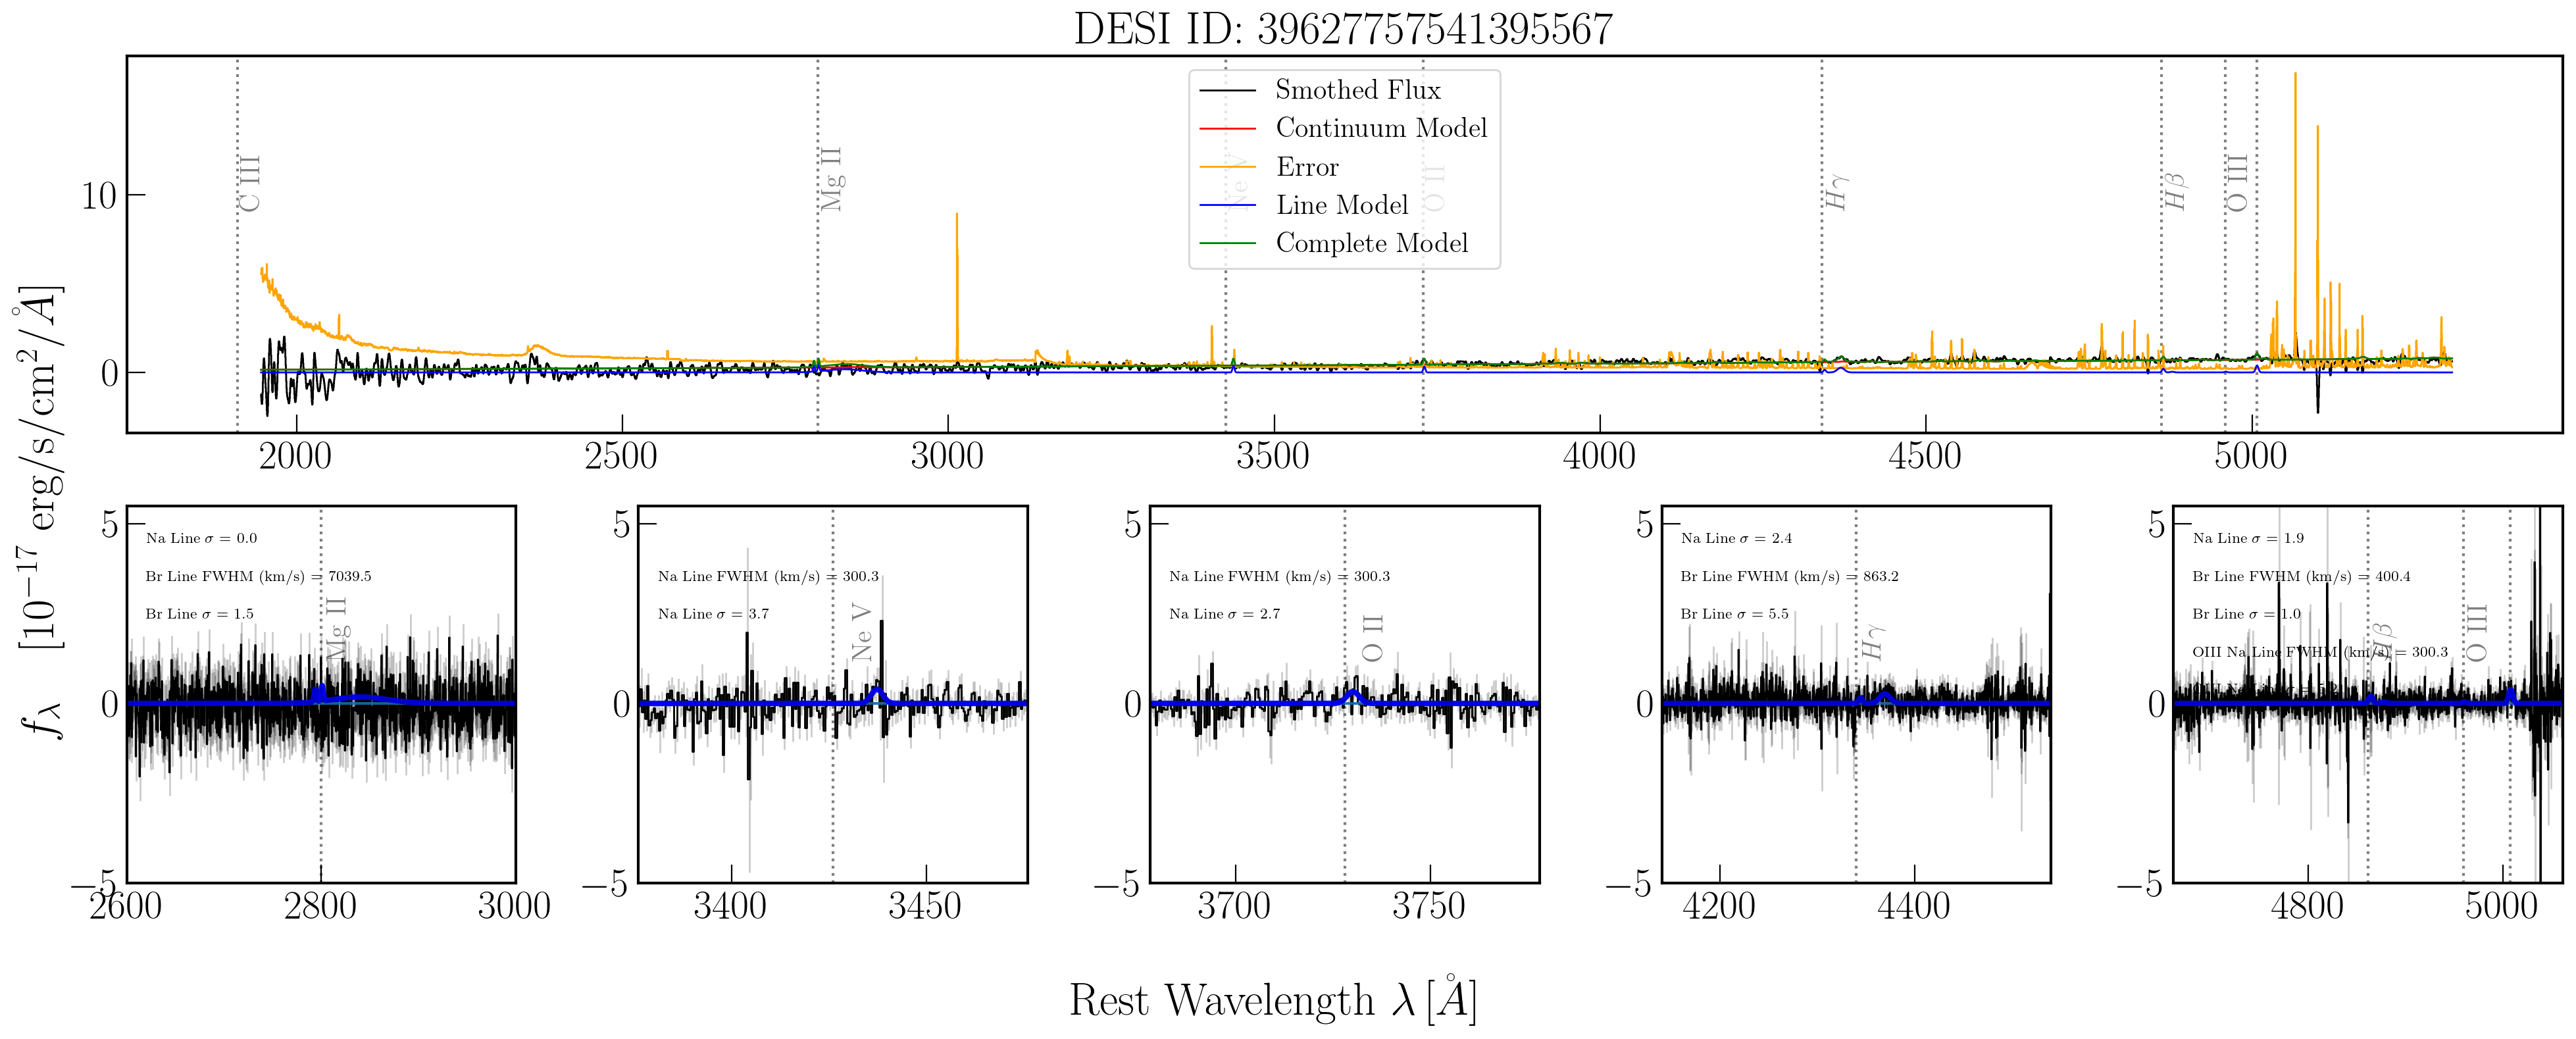 DESI ID: 39627757541395567
Smothed Flux
Continuum Model
Error
Line Model
Complete Model
C III
Mg II
Ne V
O II
Hγ
Hβ
O III
10
0
2000 2500 3000 3500 4000 4500 5000
f_λ [10^{-17} erg/s/cm^2/Å]
5
0
−5
Na Line σ = 0.0
Br Line FWHM (km/s) = 7039.5
Br Line σ = 1.5
Mg II
2600 2800 3000
5
0
−5
Na Line FWHM (km/s) = 300.3
Na Line σ = 3.7
Ne V
3400 3450
5
0
−5
Na Line FWHM (km/s) = 300.3
Na Line σ = 2.7
O II
3700 3750
5
0
−5
Na Line σ = 2.4
Br Line FWHM (km/s) = 863.2
Br Line σ = 5.5
Hγ
4200 4400
5
0
−5
Na Line σ = 1.9
Br Line FWHM (km/s) = 400.4
Br Line σ = 1.0
OIII Na Line FWHM (km/s) = 300.3
Hβ
O III
4800 5000
Rest Wavelength λ [Å]